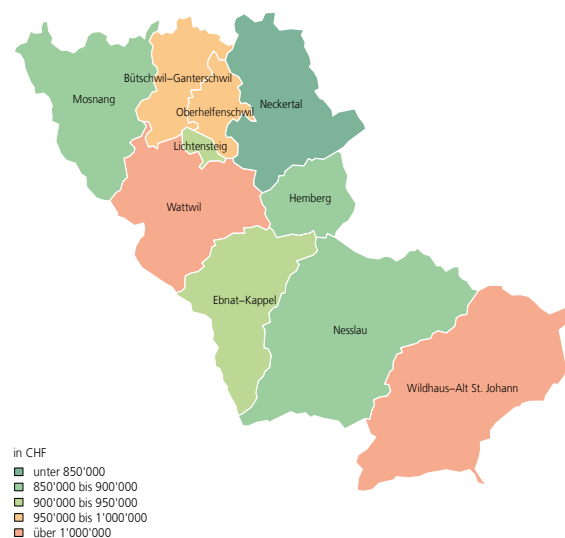 Bütschwil–Ganterschwil
Mosnang
Neckertal
Oberhelfenschwil
Lichtensteig
Hemberg
Wattwil
Ebnat–Kappel
Nesslau
Wildhaus–Alt St. Johann
in CHF
unter 850'000
850'000 bis 900'000
900'000 bis 950'000
950'000 bis 1'000'000
über 1'000'000